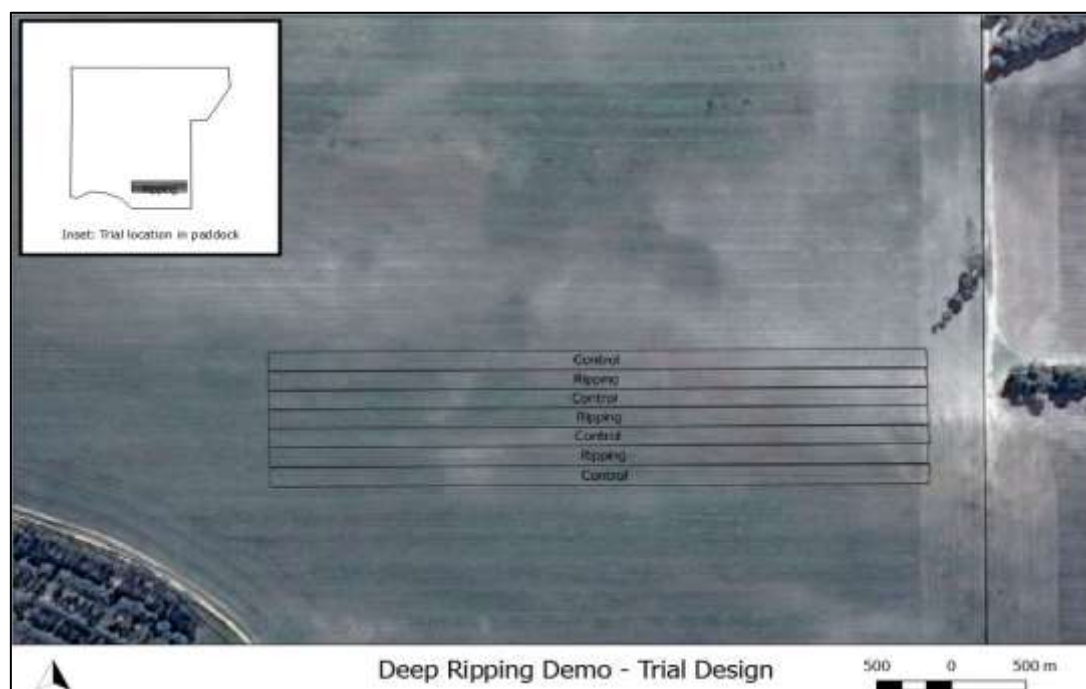 Ripping
Inset: Trial location in paddock
Control
Ripping
Control
Ripping
Control
Ripping
Control
Deep Ripping Demo - Trial Design
500 0 500 m